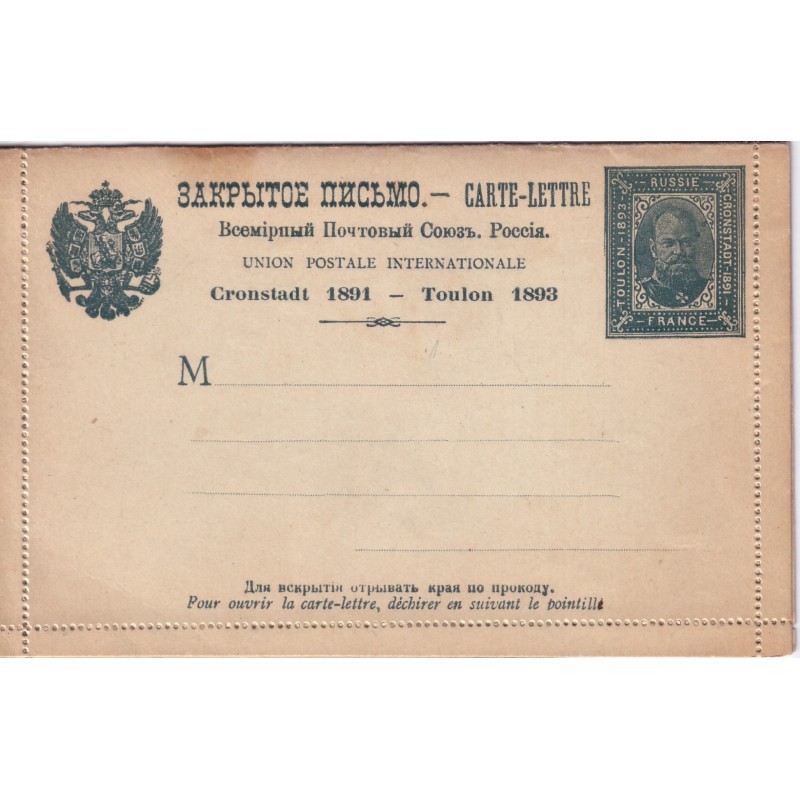 ЗАКРЫТОЕ ПИСЬМО.— CARTE-LETTRE
Всемірный Почтовый Союзъ. Россія.
UNION POSTALE INTERNATIONALE
Cronstadt 1891 — Toulon 1893
RUSSIE
TOULON-1893
CRONSTADT-1891
FRANCE
M
Для вскрытія отрывать края по проколу.
Pour ouvrir la carte-lettre, déchirer en suivant le pointillé